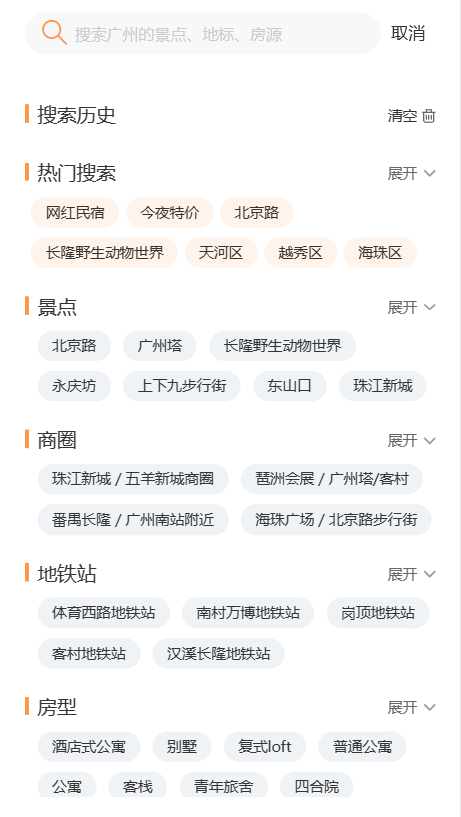 搜索广州的景点、地标、房源 取消
搜索历史 清空
热门搜索 展开
网红民宿 今夜特价 北京路
长隆野生动物世界 天河区 越秀区 海珠区
景点 展开
北京路 广州塔 长隆野生动物世界
永庆坊 上下九步行街 东山口 珠江新城
商圈 展开
珠江新城 / 五羊新城商圈 琶洲会展 / 广州塔/客村
番禺长隆 / 广州南站附近 海珠广场 / 北京路步行街
地铁站 展开
体育西路地铁站 南村万博地铁站 岗顶地铁站
客村地铁站 汉溪长隆地铁站
房型 展开
酒店式公寓 别墅 复式loft 普通公寓
公寓 客栈 青年旅舍 四合院